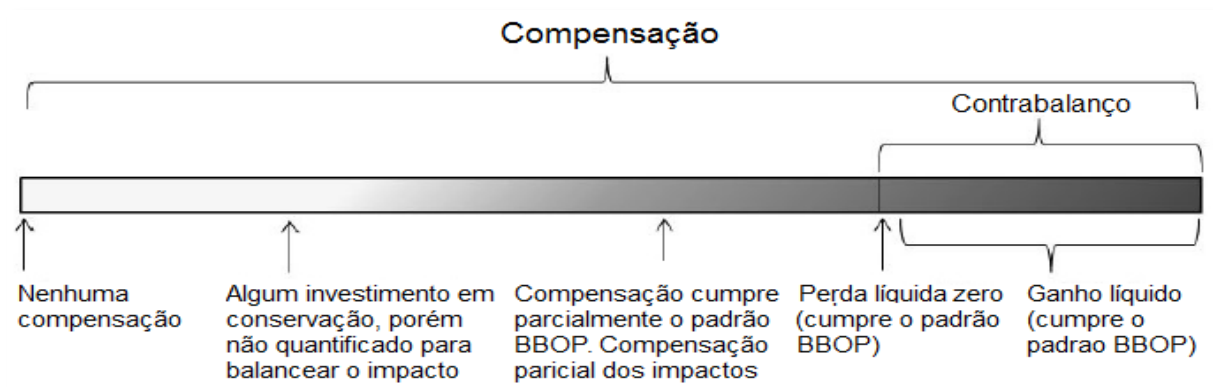 Compensação
Contrabalanço
Nenhuma
compensação
Algum investimento em
conservação, porém
não quantificado para
balancear o impacto
Compensação cumpre
parcialmente o padrão
BBOP. Compensação
paricial dos impactos
Perda líquida zero
(cumpre o padrão
BBOP)
Ganho líquido
(cumpre o
padrao BBOP)